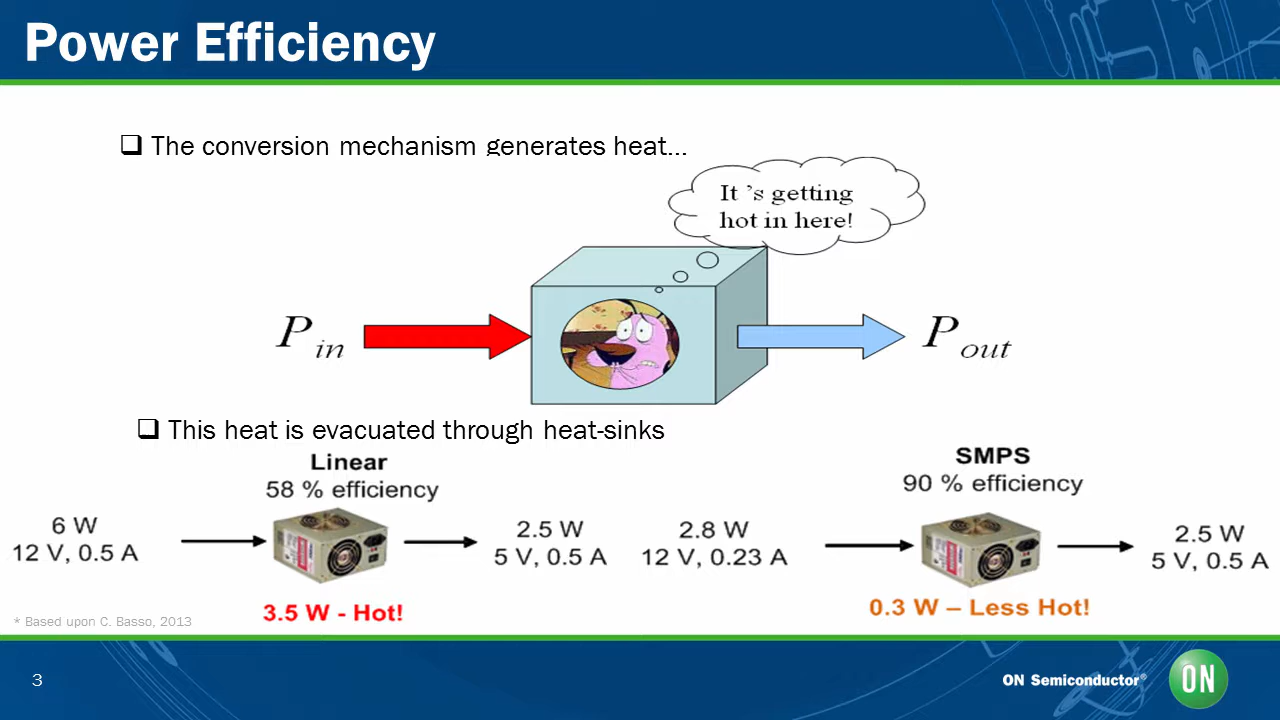 Power Efficiency
❑ The conversion mechanism generates heat...
It 's getting
hot in here!
P in
P out
❑ This heat is evacuated through heat-sinks
Linear
58 % efficiency
6 W
12 V, 0.5 A
2.5 W
5 V, 0.5 A
3.5 W - Hot!
SMPS
90 % efficiency
2.8 W
12 V, 0.23 A
2.5 W
5 V, 0.5 A
0.3 W – Less Hot!
* Based upon C. Basso, 2013
3
ON Semiconductor®
ON